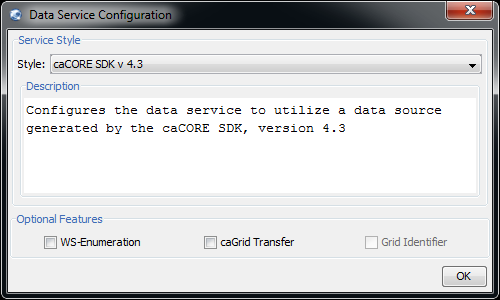 Data Service Configuration
Service Style
Style: caCORE SDK v 4.3
Description
Configures the data service to utilize a data source
generated by the caCORE SDK, version 4.3
Optional Features
WS-Enumeration caGrid Transfer Grid Identifier
OK